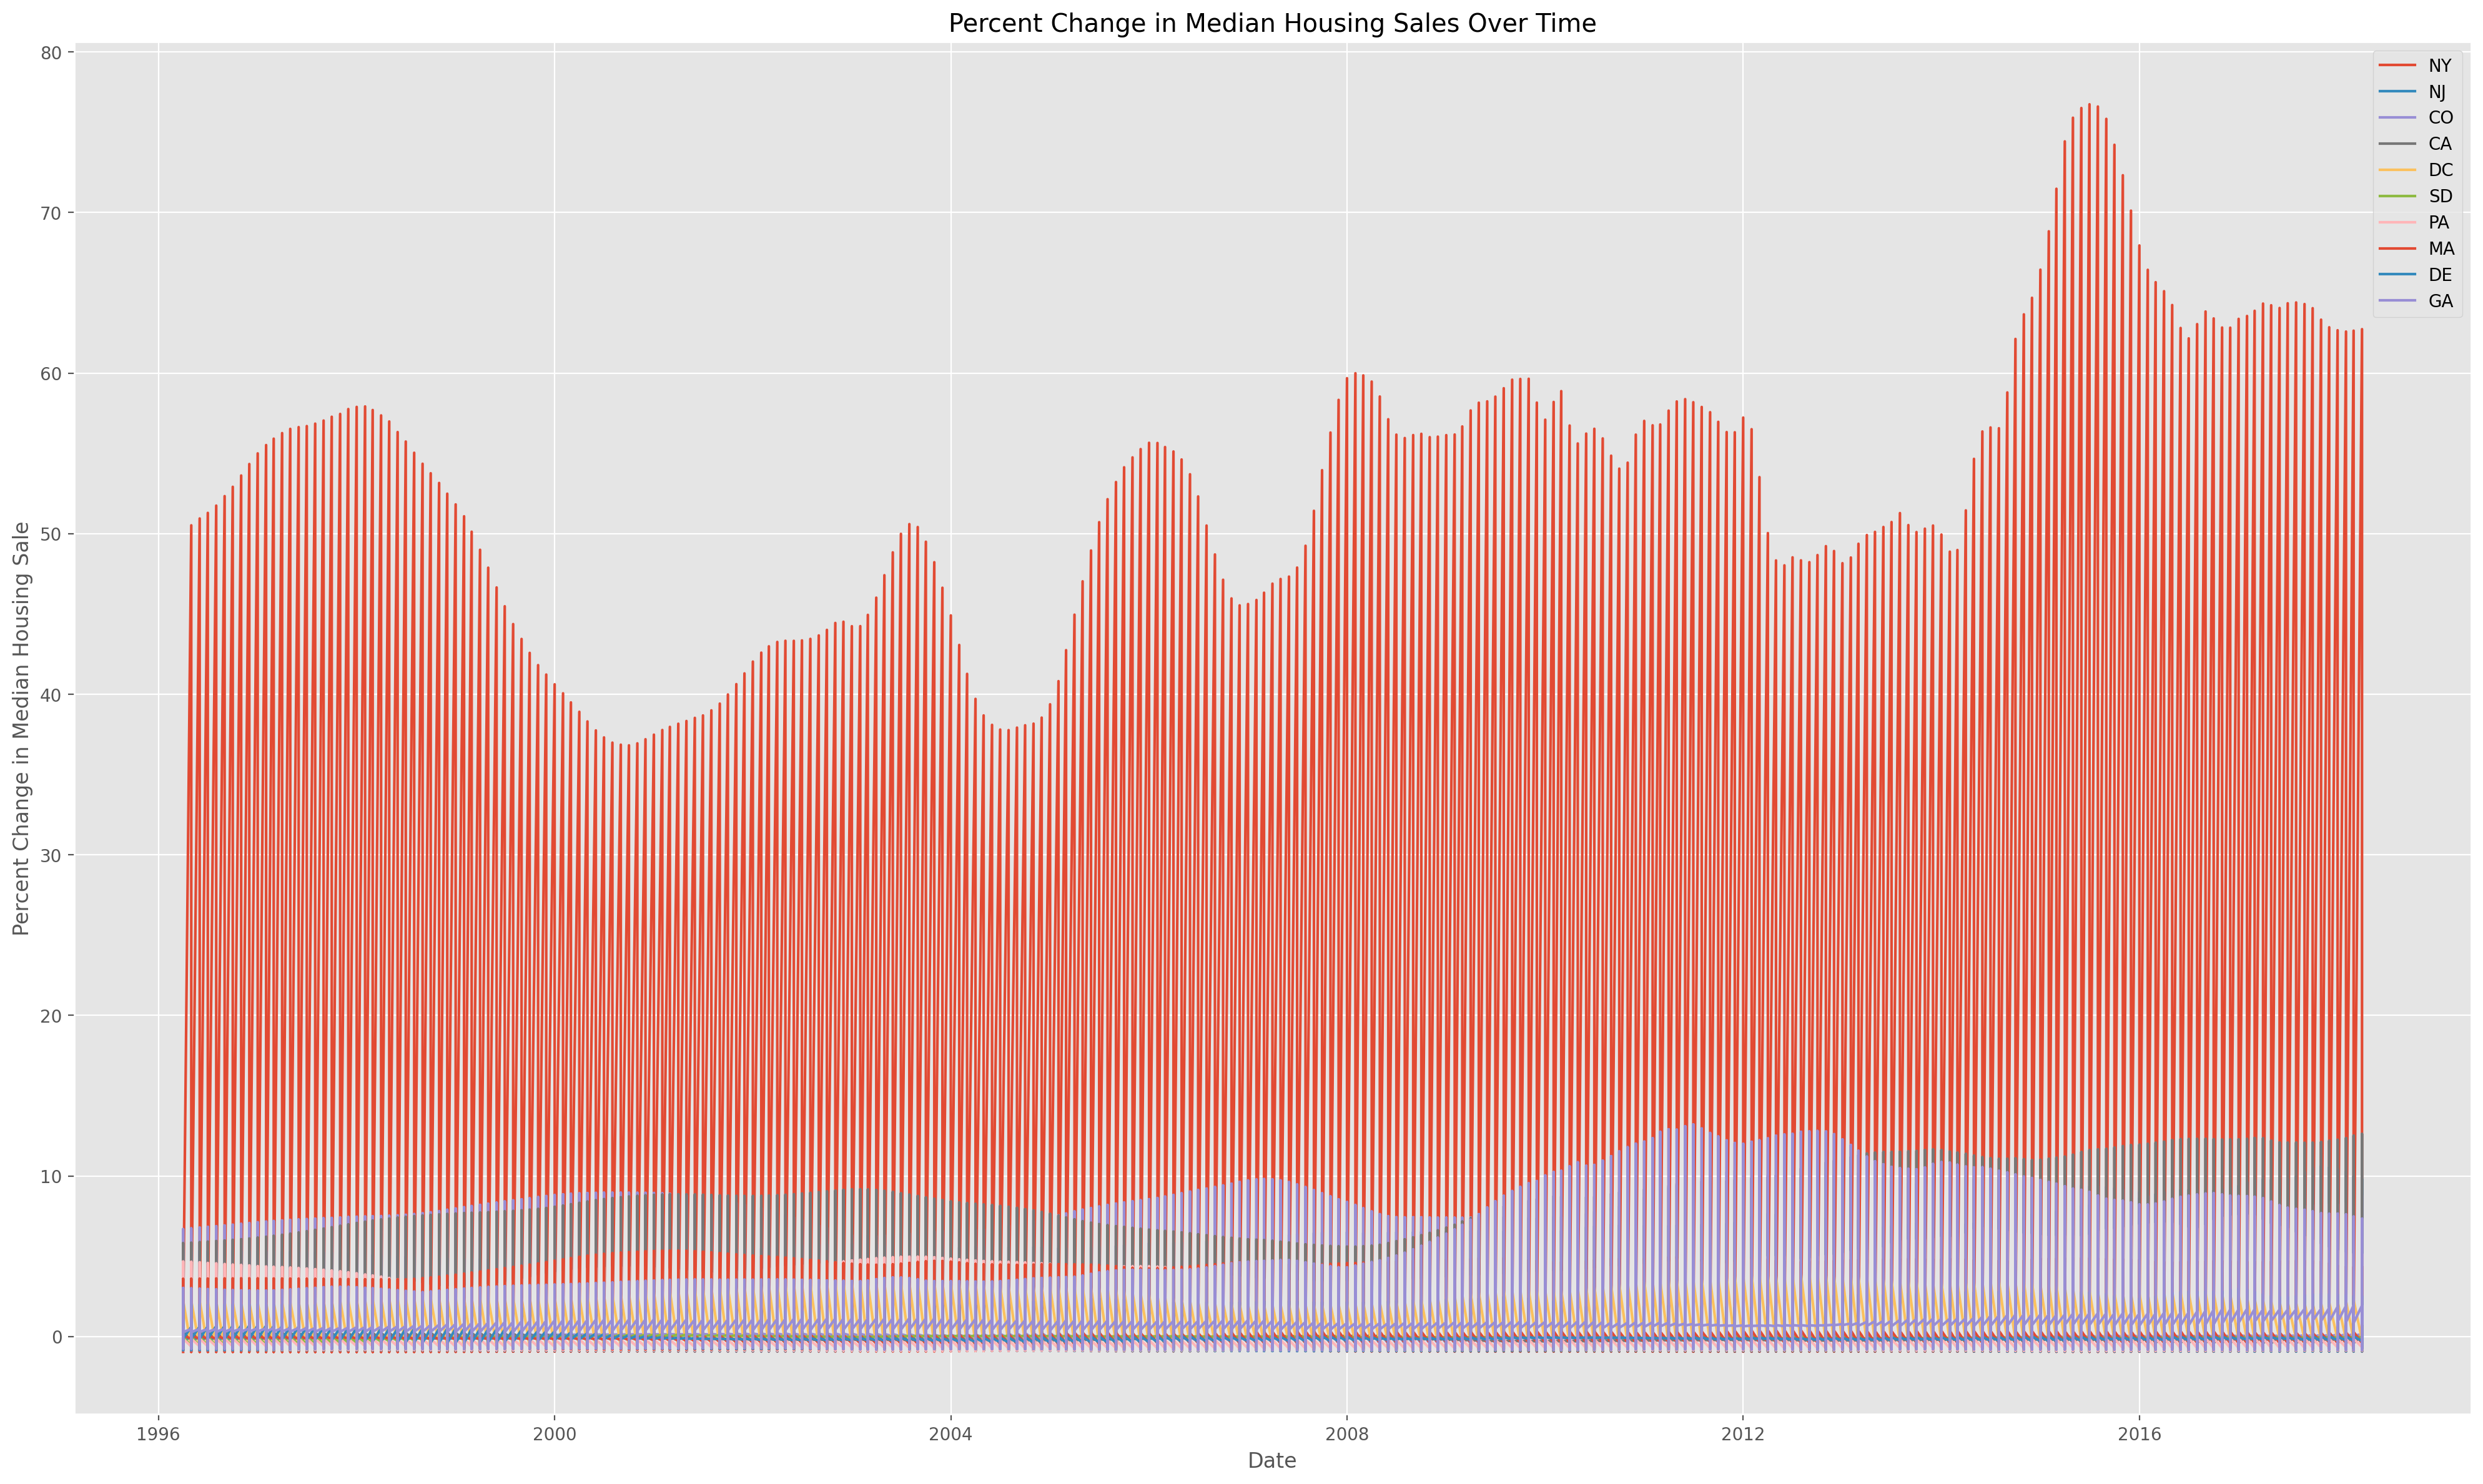 Percent Change in Median Housing Sales Over Time
80
70
60
50
40
30
20
10
0
Percent Change in Median Housing Sale
NY
NJ
CO
CA
DC
SD
PA
MA
DE
GA
1996
2000
2004
2008
2012
2016
Date